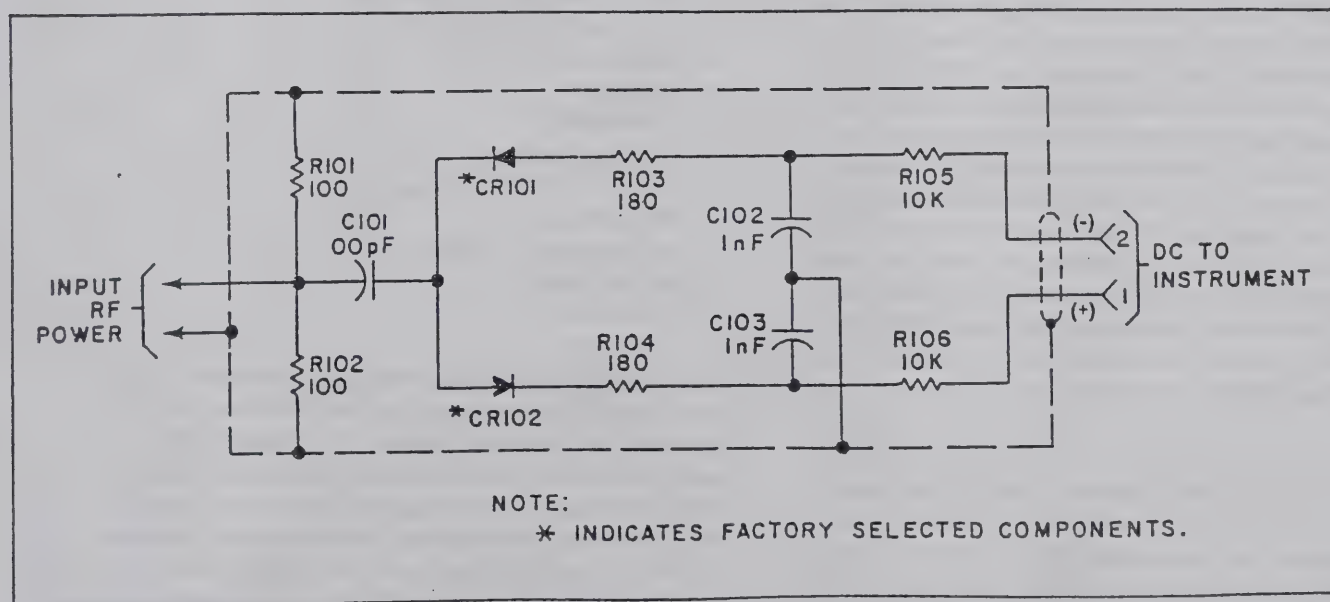 R101
100
C101
00pF
*CR101
R103
180
C102
1nF
R105
10K
(-)
2
DC TO
INSTRUMENT
1
(+)
INPUT
RF
POWER
R102
100
*CR102
R104
180
C103
1nF
R106
10K
NOTE:
* INDICATES FACTORY SELECTED COMPONENTS.